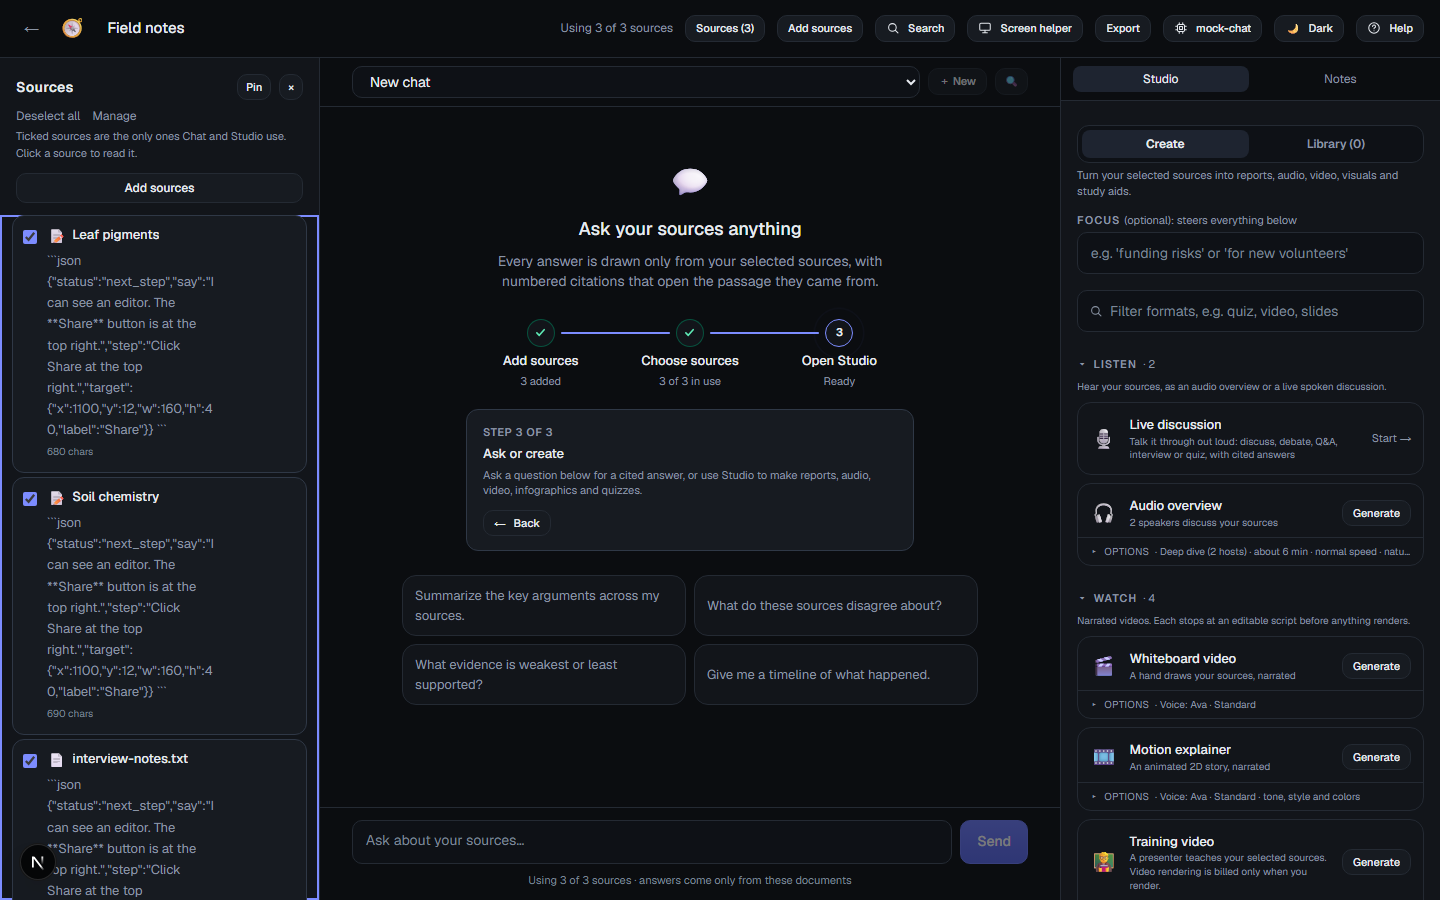 ← Field notes
Using 3 of 3 sources Sources (3) Add sources Search Screen helper Export mock-chat Dark Help
Sources Pin ×
Deselect all Manage
Ticked sources are the only ones Chat and Studio use.
Click a source to read it.
Add sources
Leaf pigments
```json
{"status":"next_step","say":"I
can see an editor. The
**Share** button is at the
top right.","step":"Click
Share at the top
right.","target":
{"x":1100,"y":12,"w":160,"h":4
0,"label":"Share"}} ```
680 chars
Soil chemistry
```json
{"status":"next_step","say":"I
can see an editor. The
**Share** button is at the
top right.","step":"Click
Share at the top
right.","target":
{"x":1100,"y":12,"w":160,"h":4
0,"label":"Share"}} ```
690 chars
interview-notes.txt
```json
{"status":"next_step","say":"I
can see an editor. The
**Share** button is at the
top right.","step":"Click
Share at the top
N
New chat
+ New
Ask your sources anything
Every answer is drawn only from your selected sources, with
numbered citations that open the passage they came from.
3
Add sources Choose sources Open Studio
3 added 3 of 3 in use Ready
STEP 3 OF 3
Ask or create
Ask a question below for a cited answer, or use Studio to make reports, audio,
video, infographics and quizzes.
← Back
Summarize the key arguments across my
sources.
What do these sources disagree about?
What evidence is weakest or least
supported?
Give me a timeline of what happened.
Ask about your sources...
Send
Using 3 of 3 sources · answers come only from these documents
Studio Notes
Create Library (0)
Turn your selected sources into reports, audio, video, visuals and
study aids.
FOCUS (optional): steers everything below
e.g. 'funding risks' or 'for new volunteers'
Filter formats, e.g. quiz, video, slides
LISTEN · 2
Hear your sources, as an audio overview or a live spoken discussion.
Live discussion
Talk it through out loud: discuss, debate, Q&A,
interview or quiz, with cited answers
Start →
Audio overview
2 speakers discuss your sources
Generate
OPTIONS · Deep dive (2 hosts) · about 6 min · normal speed · natu...
WATCH · 4
Narrated videos. Each stops at an editable script before anything renders.
Whiteboard video
A hand draws your sources, narrated
Generate
OPTIONS · Voice: Ava · Standard
Motion explainer
An animated 2D story, narrated
Generate
OPTIONS · Voice: Ava · Standard · tone, style and colors
Training video
A presenter teaches your selected sources.
Video rendering is billed only when you
render.
Generate